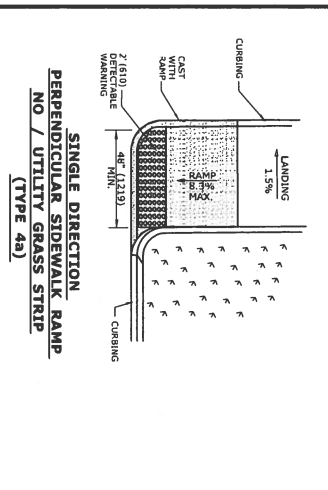 CURBING
CAST
WITH
RAMP
2' (610)
DETECTABLE
WARNING
LANDING
1.5%
RAMP
8.3%
MAX.
48" (1219)
MIN.
CURBING
SINGLE DIRECTION
PERPENDICULAR SIDEWALK RAMP
NO / UTILITY GRASS STRIP
(TYPE 4a)